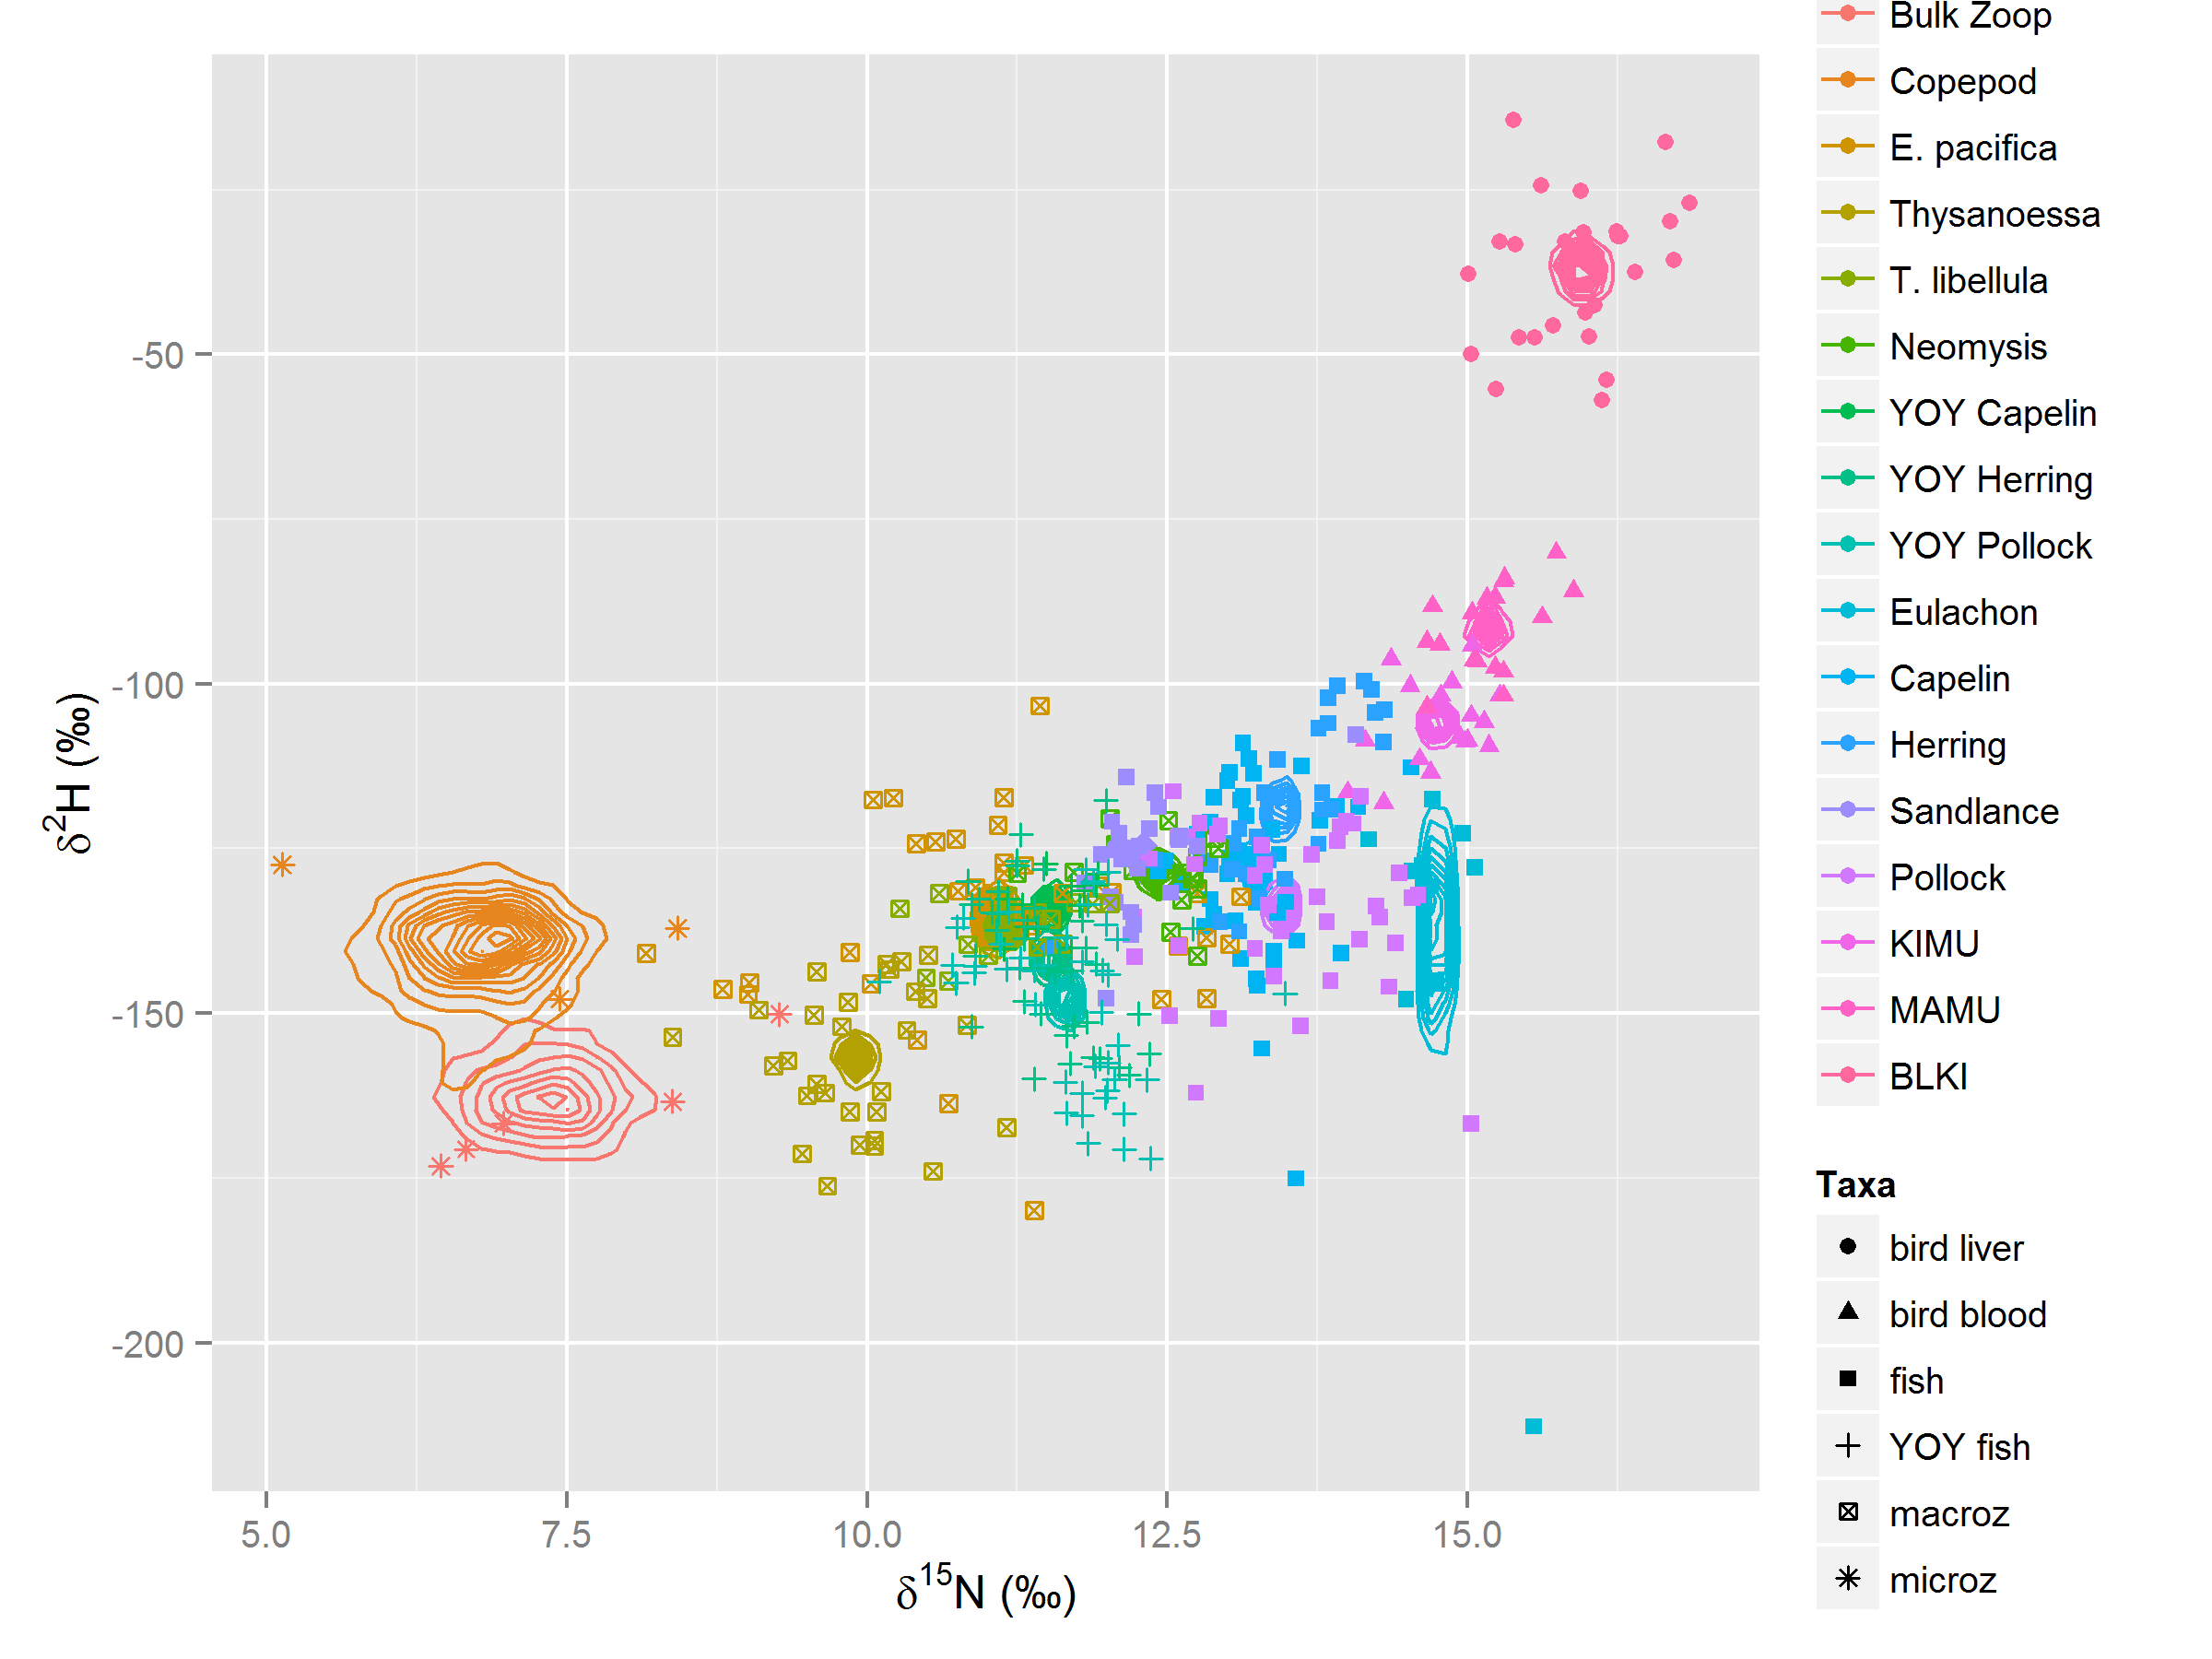 Bulk Zoop
Copepod
E. pacifica
Thysanoessa
T. libellula
Neomysis
YOY Capelin
YOY Herring
YOY Pollock
Eulachon
Capelin
Herring
Sandlance
Pollock
KIMU
MAMU
BLKI
Taxa
bird liver
bird blood
fish
YOY fish
macroz
microz
-50
-100
-150
-200
δ²H (‰)
5.0 7.5 10.0 12.5 15.0
δ¹⁵N (‰)